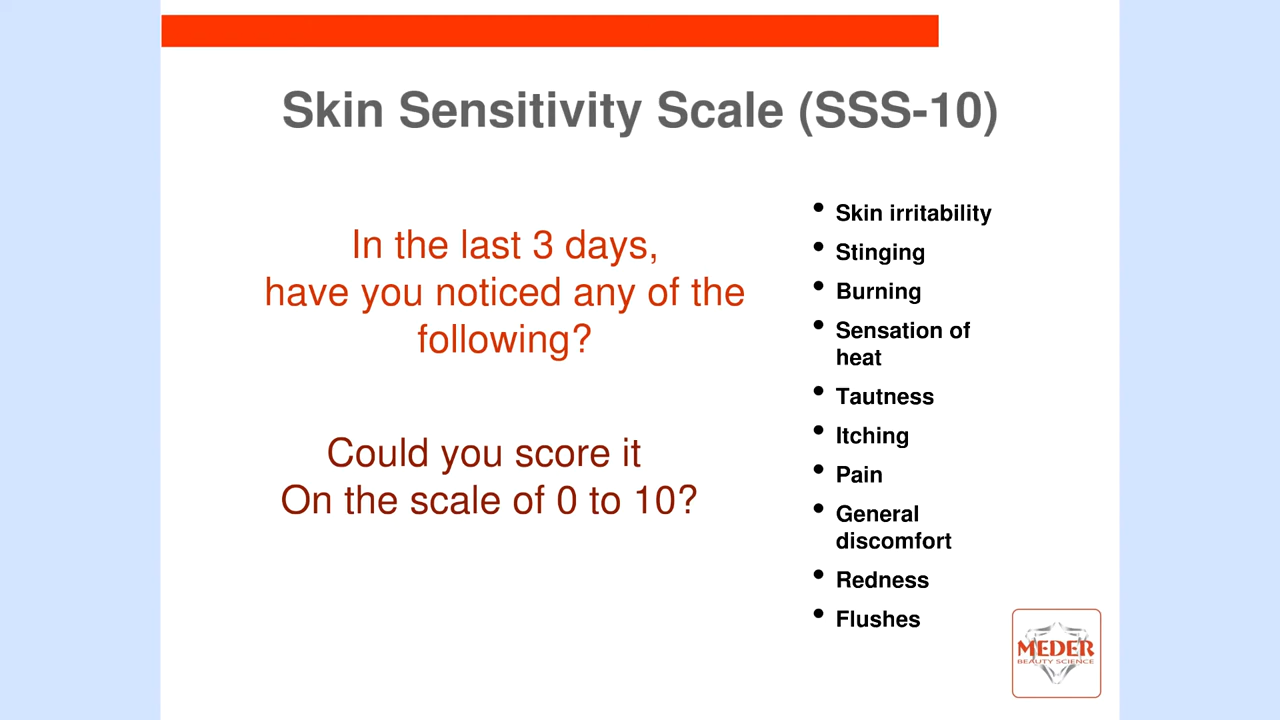 Skin Sensitivity Scale (SSS-10)
In the last 3 days,
have you noticed any of the
following?
Could you score it
On the scale of 0 to 10?
• Skin irritability
• Stinging
• Burning
• Sensation of
heat
• Tautness
• Itching
• Pain
• General
discomfort
• Redness
• Flushes
MEDER
BEAUTY SCIENCE